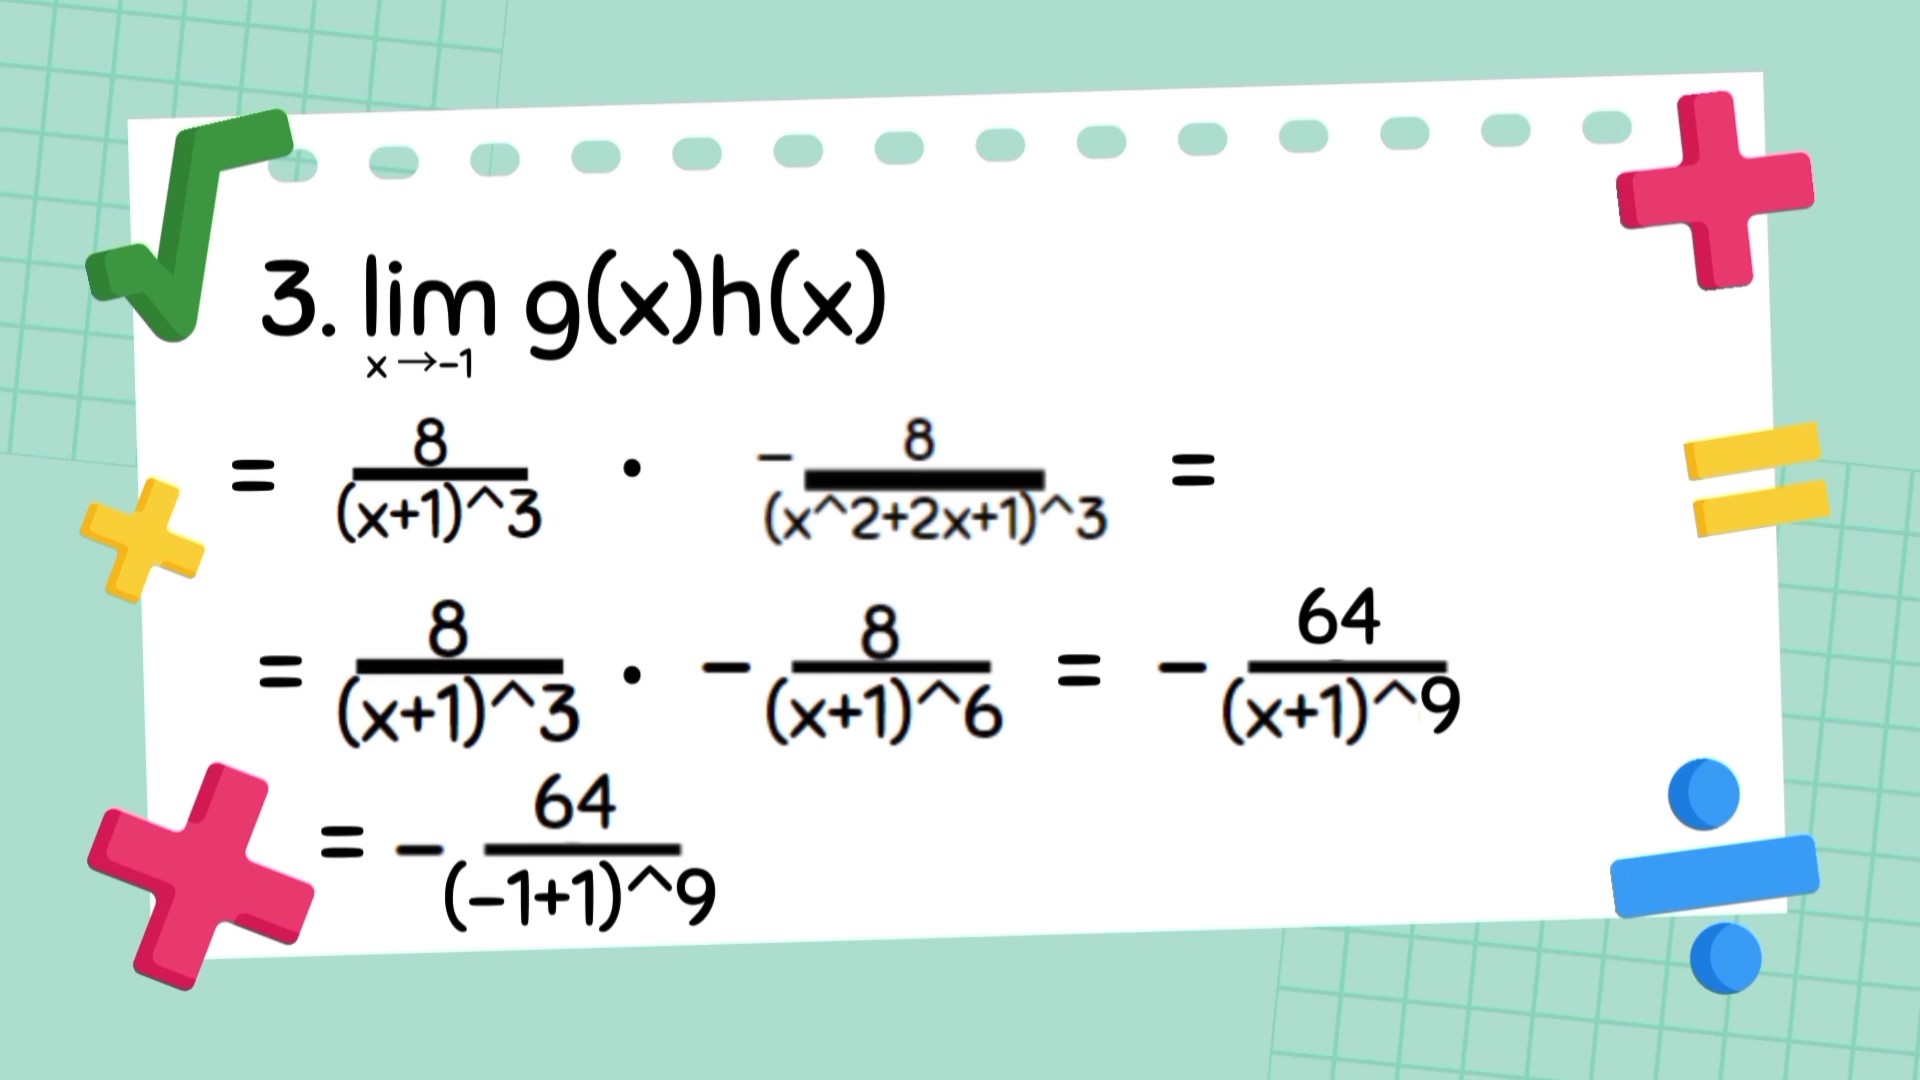 3. lim g(x)h(x)
x→-1
= 8/(x+1)^3 · - 8/(x^2+2x+1)^3 =
= 8/(x+1)^3 · - 8/(x+1)^6 = - 64/(x+1)^9
= - 64/(-1+1)^9